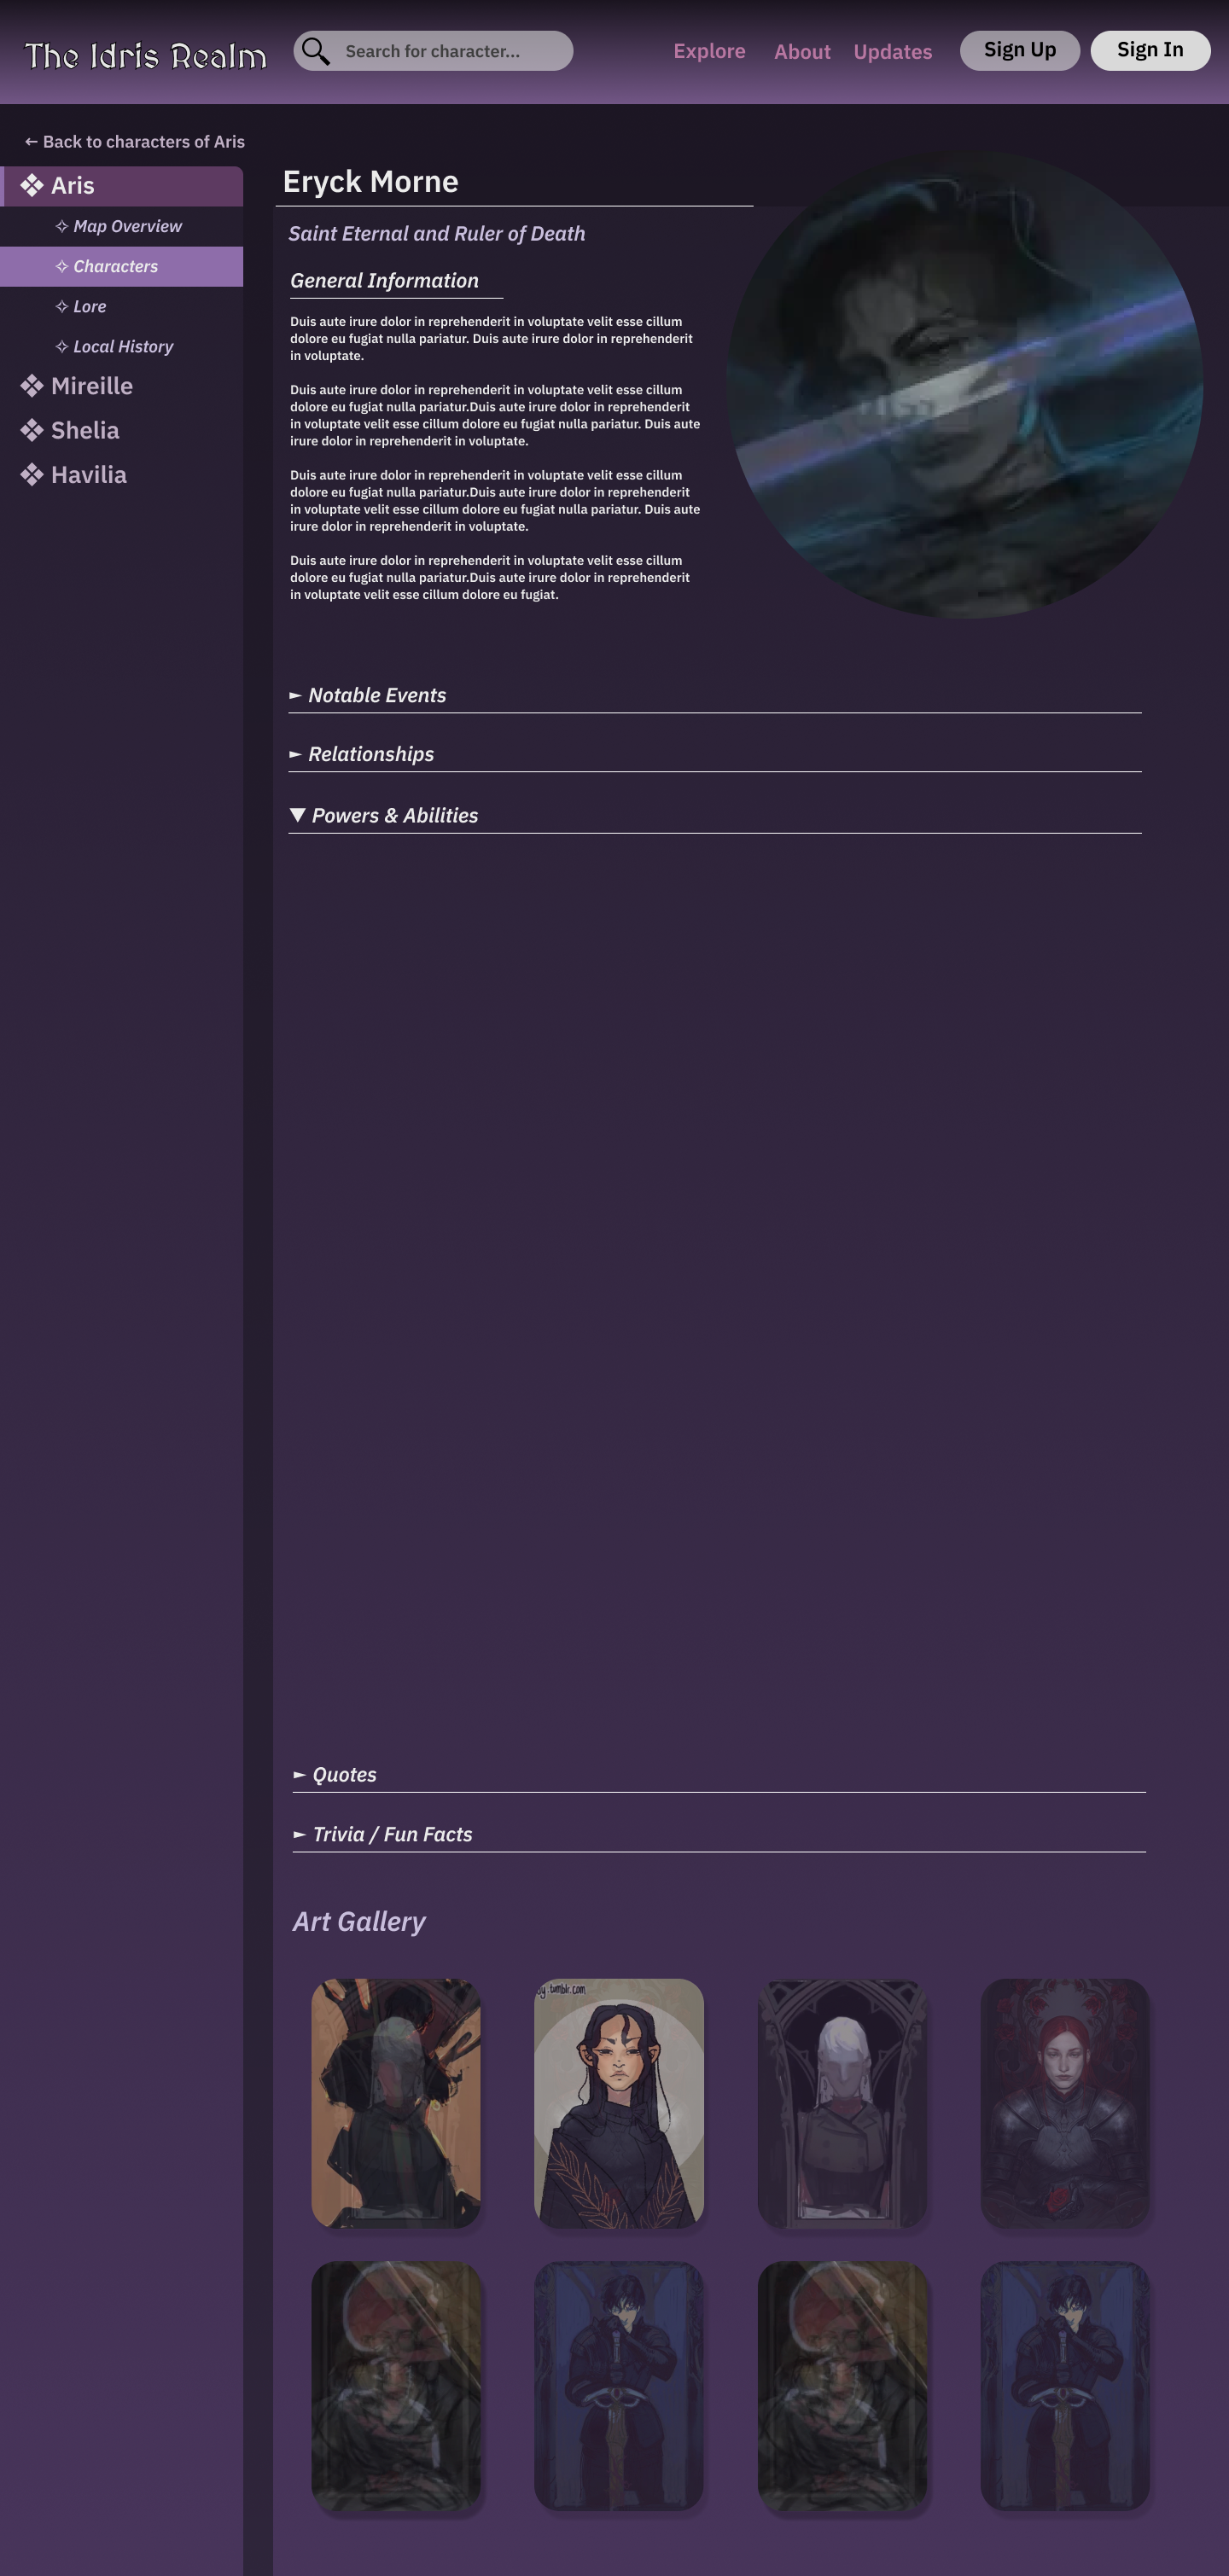 The Idris Realm
Search for character...
Explore
About
Updates
Sign Up
Sign In
← Back to characters of Aris
❖ Aris
✧ Map Overview
✧ Characters
✧ Lore
✧ Local History
❖ Mireille
❖ Shelia
❖ Havilia
Eryck Morne
Saint Eternal and Ruler of Death
General Information
Duis aute irure dolor in reprehenderit in voluptate velit esse cillum
dolore eu fugiat nulla pariatur. Duis aute irure dolor in reprehenderit
in voluptate.
Duis aute irure dolor in reprehenderit in voluptate velit esse cillum
dolore eu fugiat nulla pariatur.Duis aute irure dolor in reprehenderit
in voluptate velit esse cillum dolore eu fugiat nulla pariatur. Duis aute
irure dolor in reprehenderit in voluptate.
Duis aute irure dolor in reprehenderit in voluptate velit esse cillum
dolore eu fugiat nulla pariatur.Duis aute irure dolor in reprehenderit
in voluptate velit esse cillum dolore eu fugiat nulla pariatur. Duis aute
irure dolor in reprehenderit in voluptate.
Duis aute irure dolor in reprehenderit in voluptate velit esse cillum
dolore eu fugiat nulla pariatur.Duis aute irure dolor in reprehenderit
in voluptate velit esse cillum dolore eu fugiat.
► Notable Events
► Relationships
▼ Powers & Abilities
► Quotes
► Trivia / Fun Facts
Art Gallery
tumblr.com